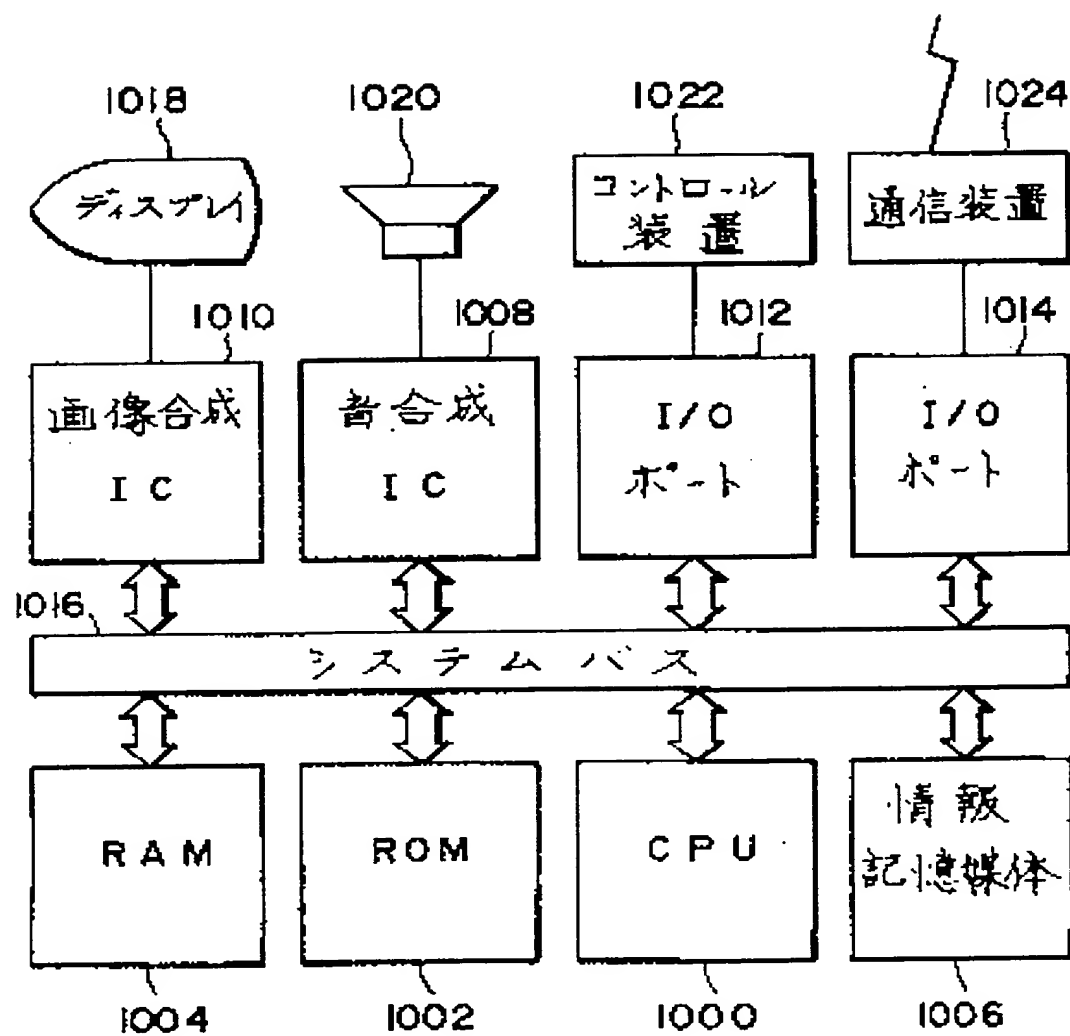 1018
1020
1022
1024
ディスプレイ
コントロール
装置
通信装置
1010
1008
1012
1014
画像合成
IC
音合成
IC
I/O
ポート
I/O
ポート
1016
システムバス
RAM
ROM
CPU
情報
記憶媒体
1004
1002
1000
1006